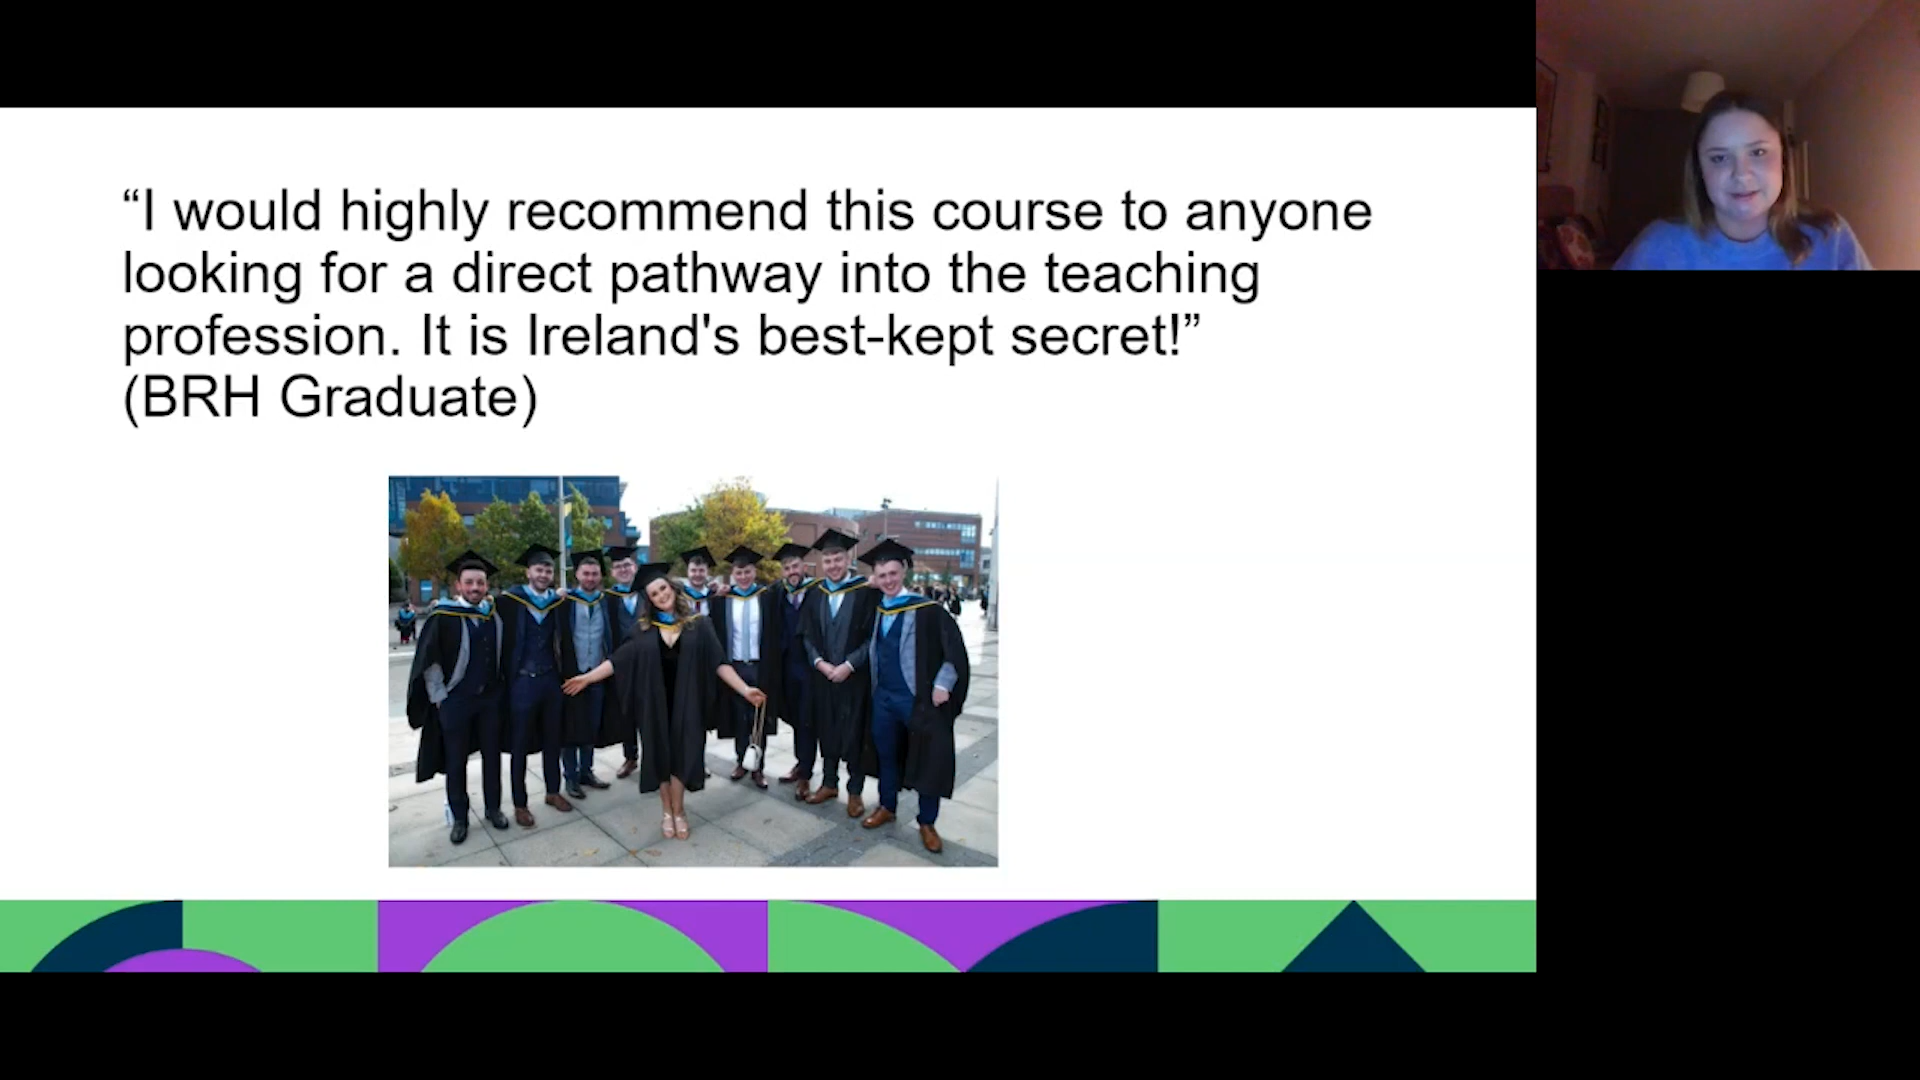 “I would highly recommend this course to anyone
looking for a direct pathway into the teaching
profession. It is Ireland's best-kept secret!”
(BRH Graduate)